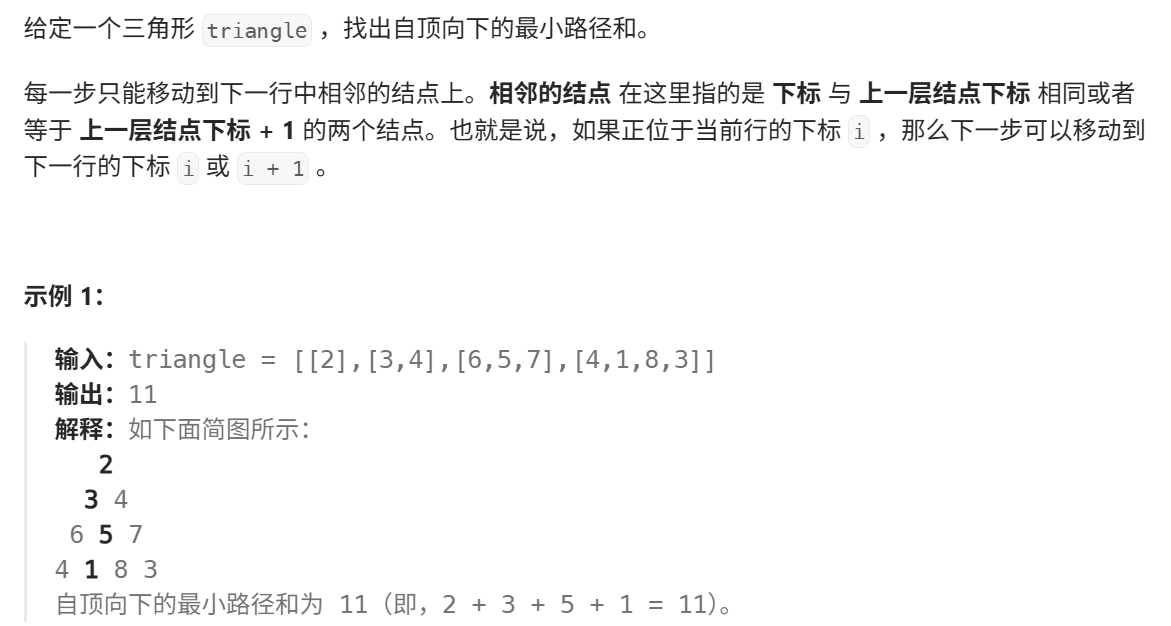 给定一个三角形 triangle ，找出自顶向下的最小路径和。
每一步只能移动到下一行中相邻的结点上。相邻的结点 在这里指的是 下标 与 上一层结点下标 相同或者
等于 上一层结点下标 + 1 的两个结点。也就是说，如果正位于当前行的下标 i ，那么下一步可以移动到
下一行的下标 i 或 i + 1 。
示例 1：
输入：triangle = [[2],[3,4],[6,5,7],[4,1,8,3]]
输出：11
解释：如下面简图所示：
2
3 4
6 5 7
4 1 8 3
自顶向下的最小路径和为 11（即，2 + 3 + 5 + 1 = 11）。